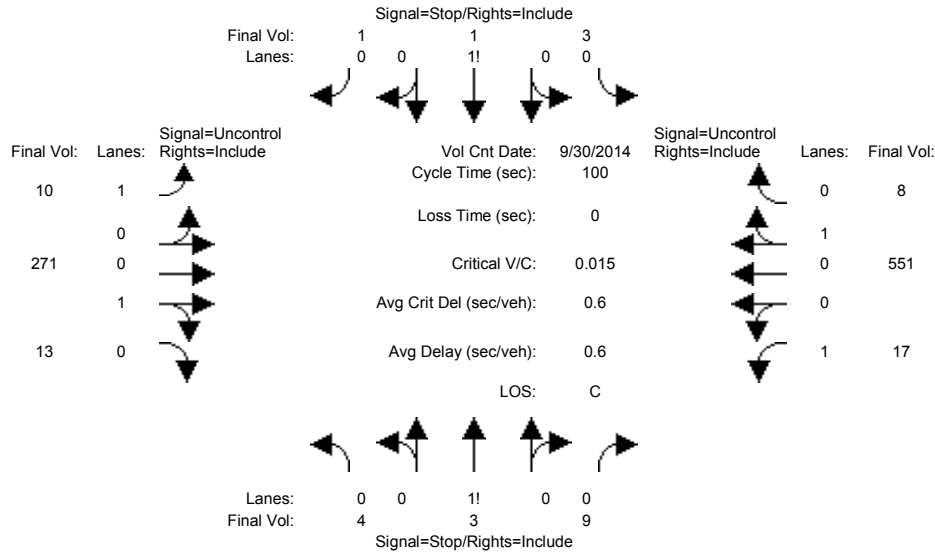 Signal=Stop/Rights=Include
Final Vol: 1 1 3
Lanes: 0 0 1! 0 0
Signal=Uncontrol Signal=Uncontrol
Final Vol: Lanes: Rights=Include Vol Cnt Date: 9/30/2014 Rights=Include Lanes: Final Vol:
Cycle Time (sec): 100
10 1 0 8
Loss Time (sec): 0
0 1
271 0 Critical V/C: 0.015 0 551
1 Avg Crit Del (sec/veh): 0.6 0
13 0 Avg Delay (sec/veh): 0.6 1 17
LOS: C
Lanes: 0 0 1! 0 0
Final Vol: 4 3 9
Signal=Stop/Rights=Include